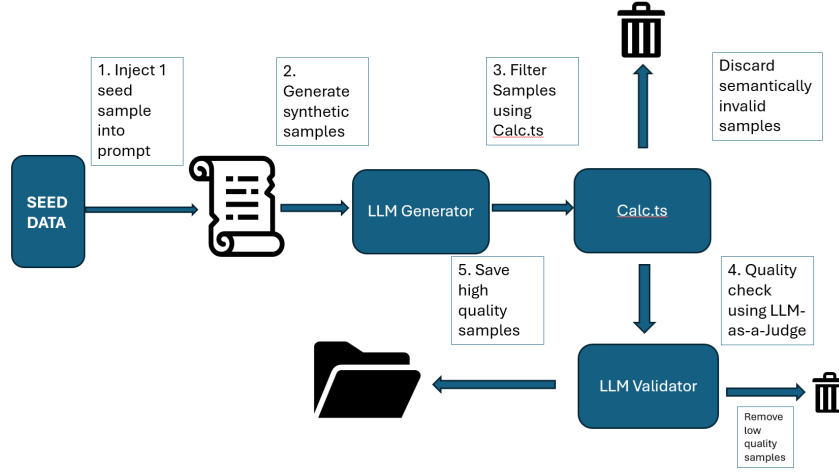 1. Inject 1
seed
sample
into
prompt
2.
Generate
synthetic
samples
3. Filter
Samples
using
Calc.ts
Discard
semantically
invalid
samples
SEED
DATA
LLM Generator
Calc.ts
5. Save
high
quality
samples
4. Quality
check
using LLM-
as-a-Judge
LLM Validator
Remove
low
quality
samples